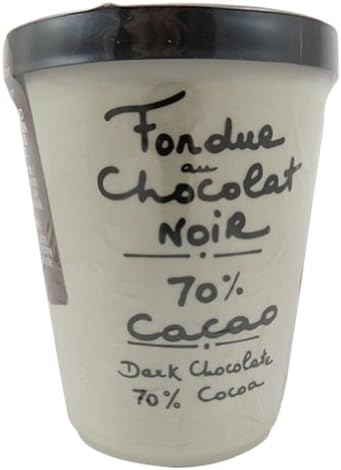 Fondue
au
Chocolat
Noir
70%
Cacao
Dark Chocolate
70% Cocoa